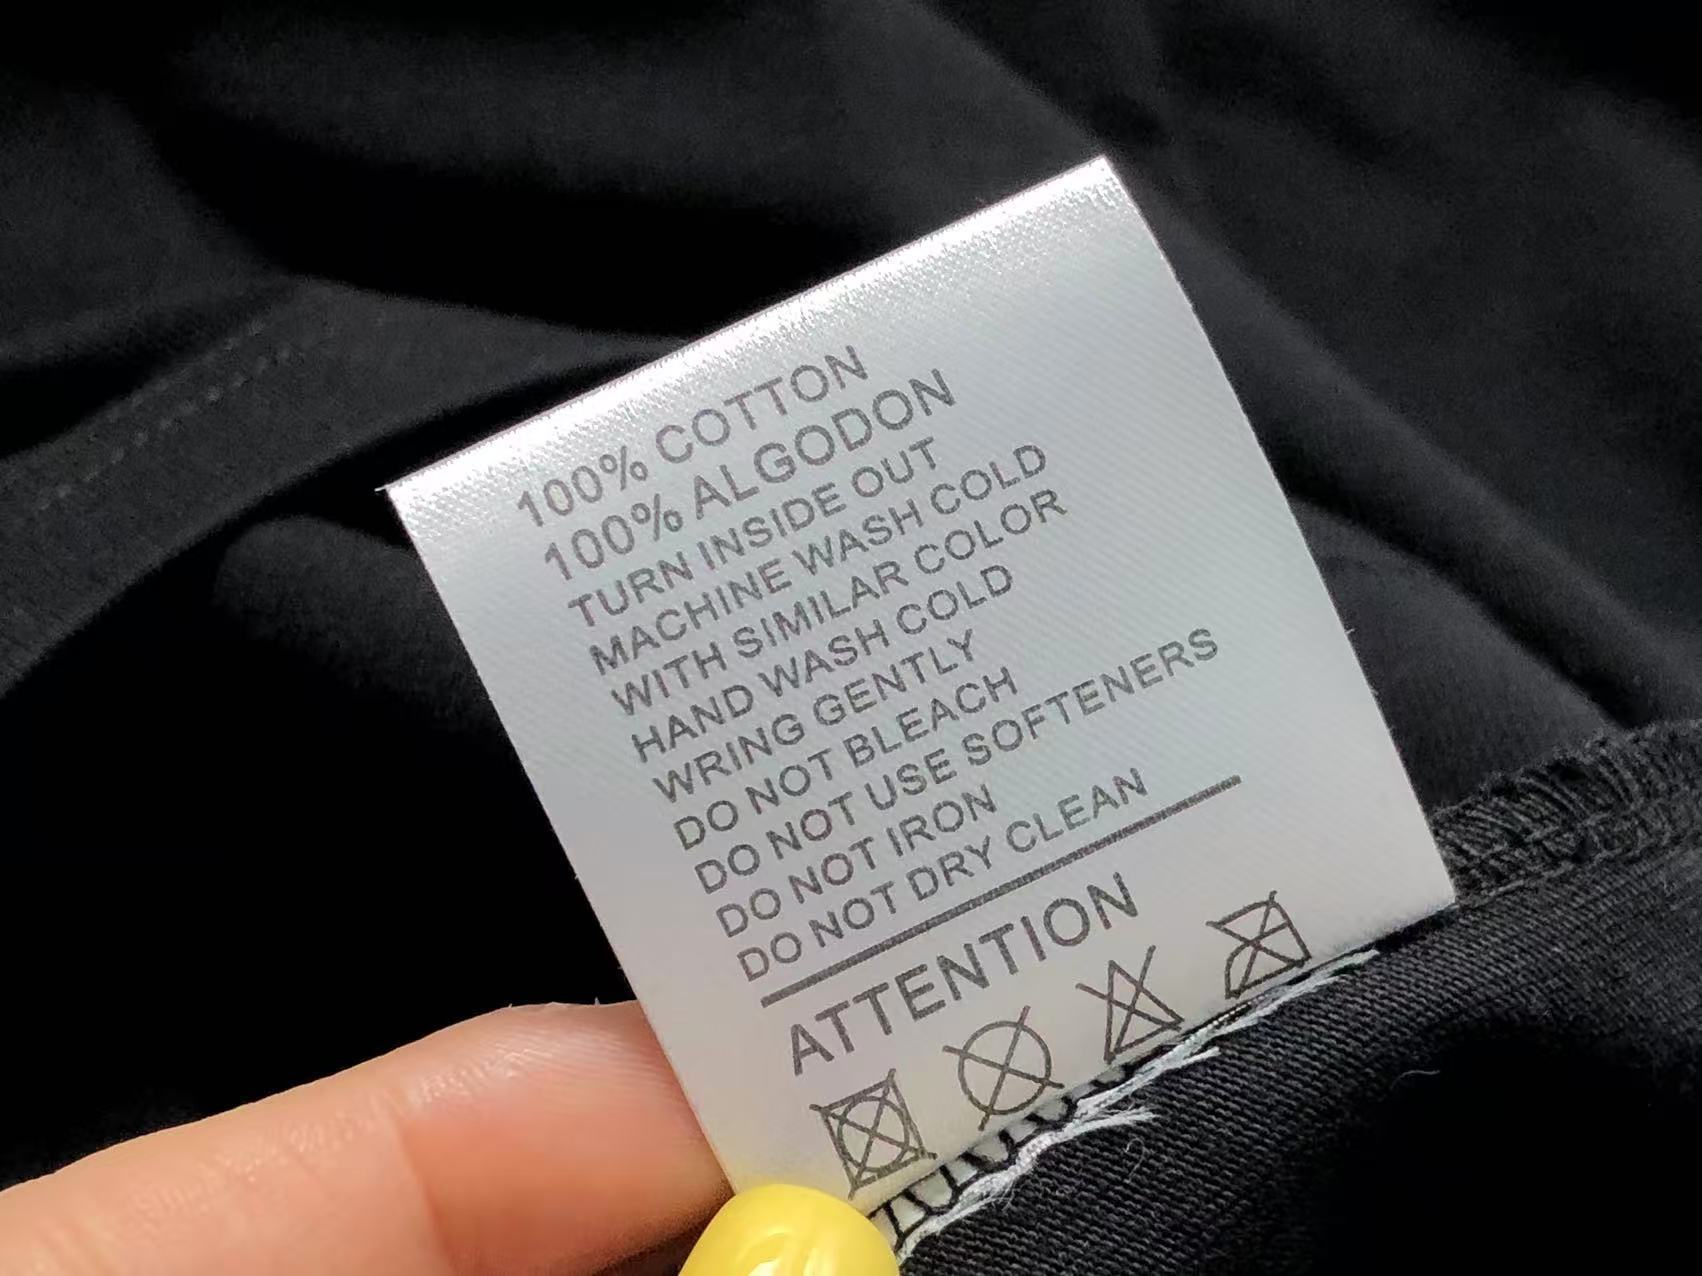 100% COTTON
100% ALGODON
TURN INSIDE OUT
MACHINE WASH COLD
WITH SIMILAR COLOR
HAND WASH COLD
WRING GENTLY
DO NOT BLEACH
DO NOT USE SOFTENERS
DO NOT IRON
DO NOT DRY CLEAN
ATTENTION